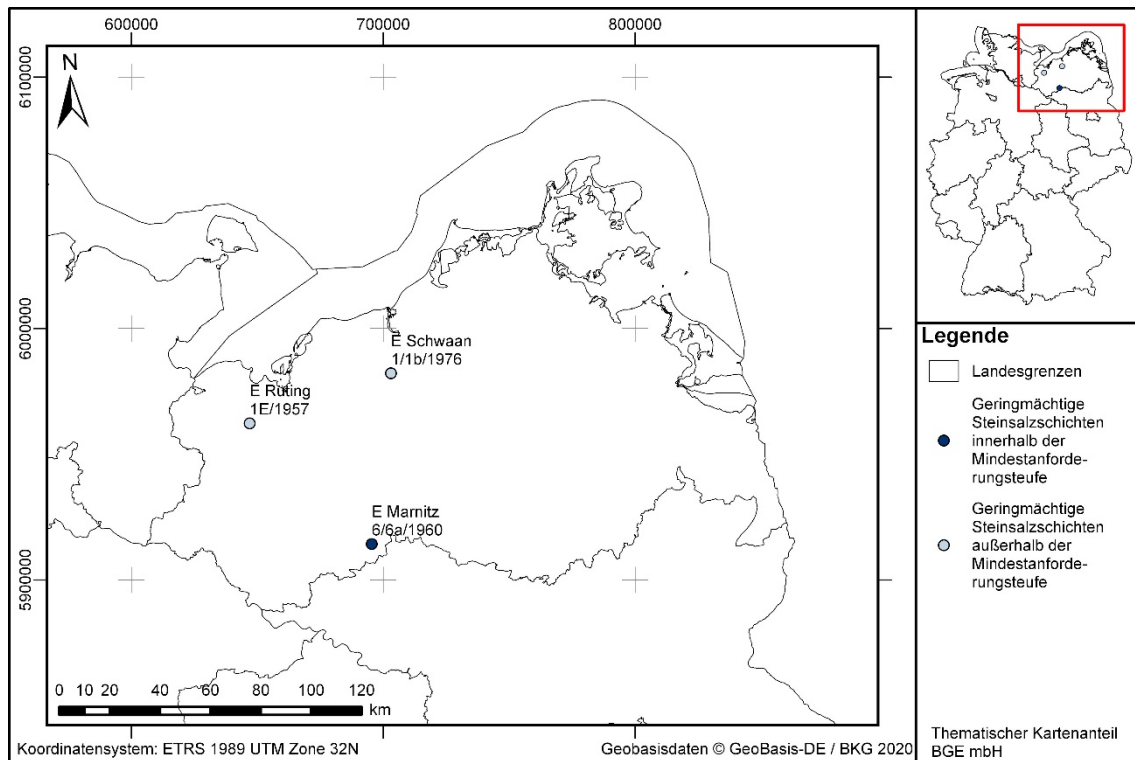 600000 700000 800000
6100000
6000000
5900000
N
E Schwaan
1/1b/1976
E Rüting
1E/1957
E Marnitz
6/6a/1960
0 10 20 40 60 80 100 120
km
Koordinatensystem: ETRS 1989 UTM Zone 32N
Geobasisdaten © GeoBasis-DE / BKG 2020
Legende
Landesgrenzen
Geringmächtige
Steinsalzschichten
innerhalb der
Mindestanforde-
rungsteufe
Geringmächtige
Steinsalzschichten
außerhalb der
Mindestanforde-
rungsteufe
Thematischer Kartenanteil
BGE mbH